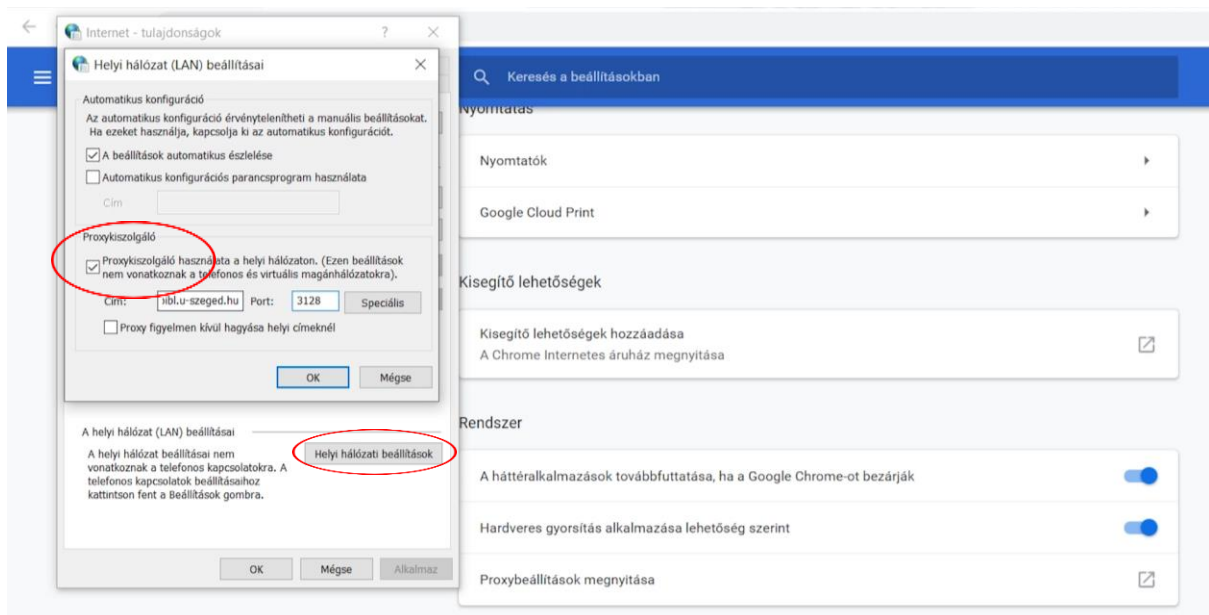 Internet - tulajdonságok
Helyi hálózat (LAN) beállításai
Automatikus konfiguráció
Az automatikus konfiguráció érvénytelenítheti a manuális beállításokat.
Ha ezeket használja, kapcsolja ki az automatikus konfigurációt.
A beállítások automatikus észlelése
Automatikus konfigurációs parancsprogram használata
Cím
Proxykiszolgáló
Proxykiszolgáló használata a helyi hálózaton. (Ezen beállítások
nem vonatkoznak a telefonos és virtuális magánhálózatokra).
Cím: ibl.u-szeged.hu Port: 3128 Speciális
Proxy figyelmen kívül hagyása helyi címeknél
OK Mégse
A helyi hálózat (LAN) beállításai
A helyi hálózat beállításai nem
vonatkoznak a telefonos kapcsolatokra. A
telefonos kapcsolatok beállításaihoz
kattintson fent a Beállítások gombra.
Helyi hálózati beállítások
OK Mégse Alkalmaz
Keresés a beállításokban
Nyomtatás
Nyomtatók
Google Cloud Print
Kisegítő lehetőségek
Kisegítő lehetőségek hozzáadása
A Chrome Internetes áruház megnyitása
Rendszer
A háttéralkalmazások továbbfuttatása, ha a Google Chrome-ot bezárják
Hardveres gyorsítás alkalmazása lehetőség szerint
Proxybeállítások megnyitása